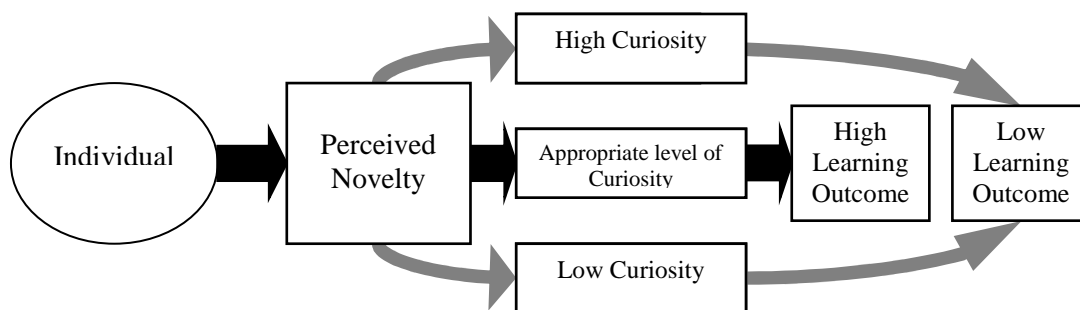 Individual
Perceived
Novelty
High Curiosity
Appropriate level of
Curiosity
Low Curiosity
High
Learning
Outcome
Low
Learning
Outcome